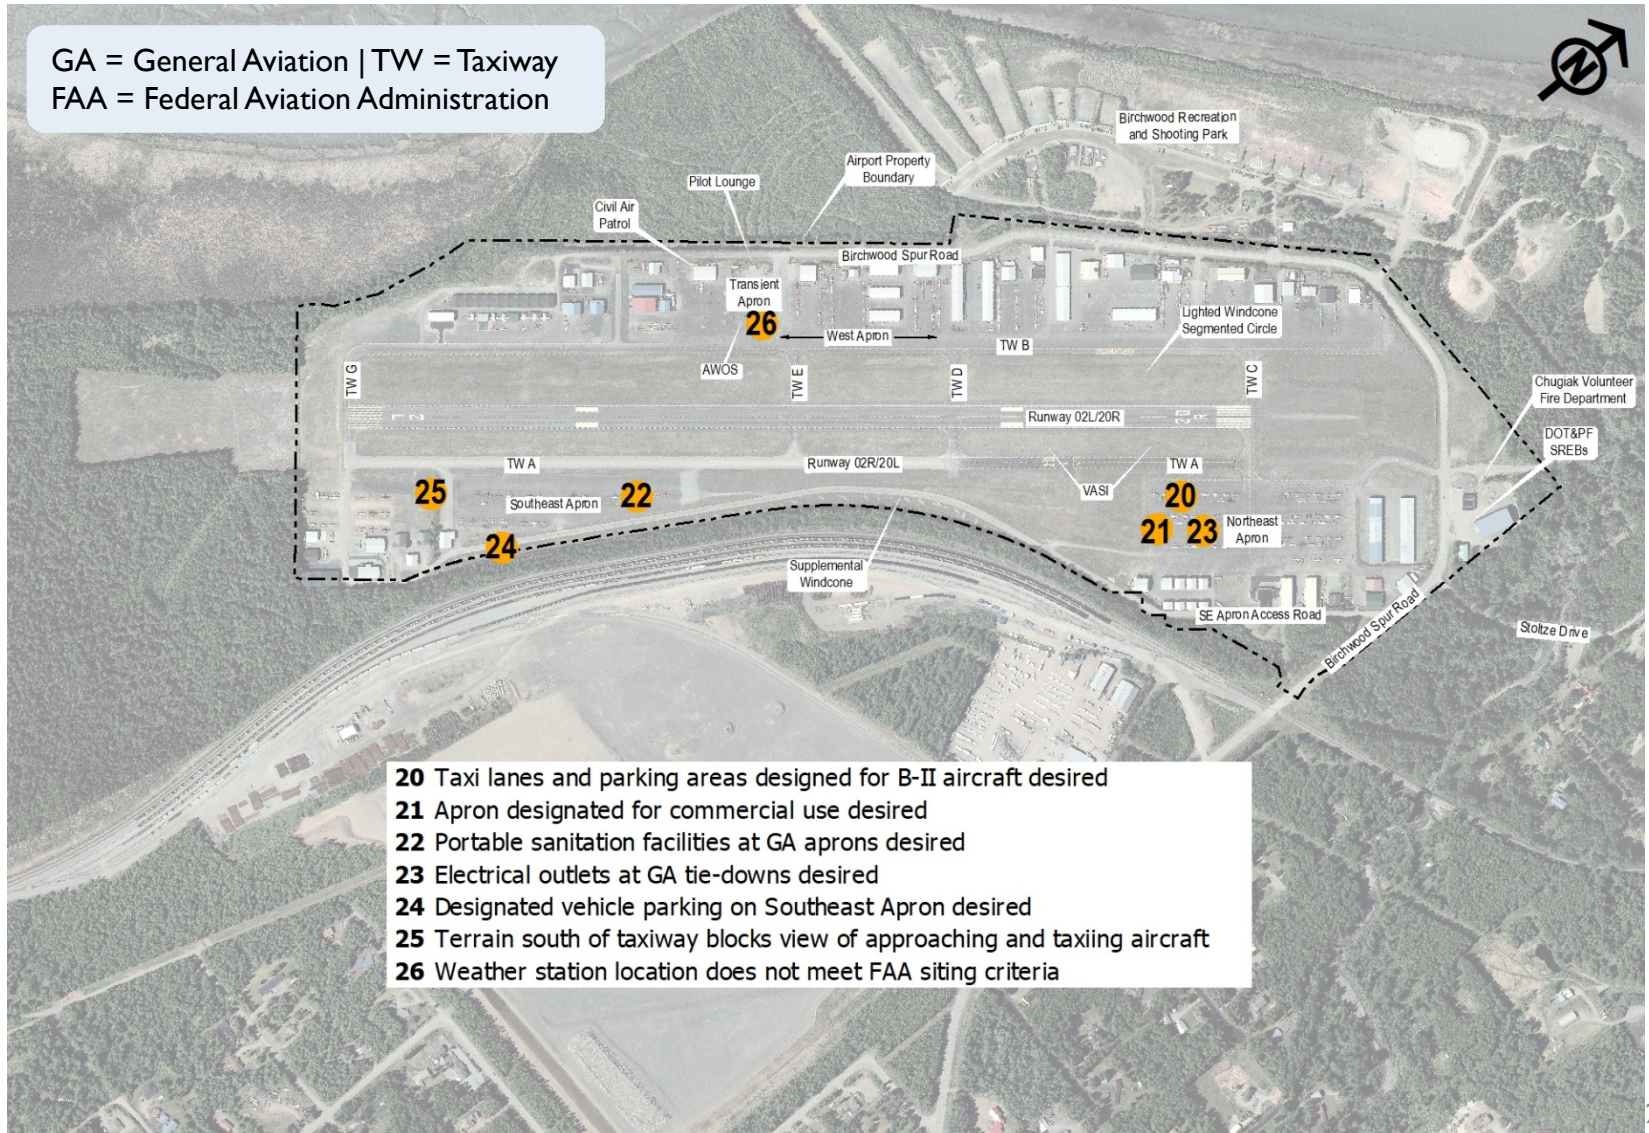 GA = General Aviation | TW = Taxiway
FAA = Federal Aviation Administration
N
Birchwood Recreation
and Shooting Park
Airport Property
Boundary
Pilot Lounge
Civil Air
Patrol
Birchwood Spur Road
Transient
Apron
26
West Apron
Lighted Windcone
Segmented Circle
TW B
AWOS
TW G
TW E
TW D
TW C
Chugiak Volunteer
Fire Department
Runway 02L/20R
DOT&PF
SREBs
TW A
Runway 02R/20L
TW A
VASI
25
Southeast Apron
22
20
21
23
Northeast
Apron
24
Supplemental
Windcone
SE Apron Access Road
Birchwood Spur Road
Stoltze Drive
20 Taxi lanes and parking areas designed for B-II aircraft desired
21 Apron designated for commercial use desired
22 Portable sanitation facilities at GA aprons desired
23 Electrical outlets at GA tie-downs desired
24 Designated vehicle parking on Southeast Apron desired
25 Terrain south of taxiway blocks view of approaching and taxiing aircraft
26 Weather station location does not meet FAA siting criteria